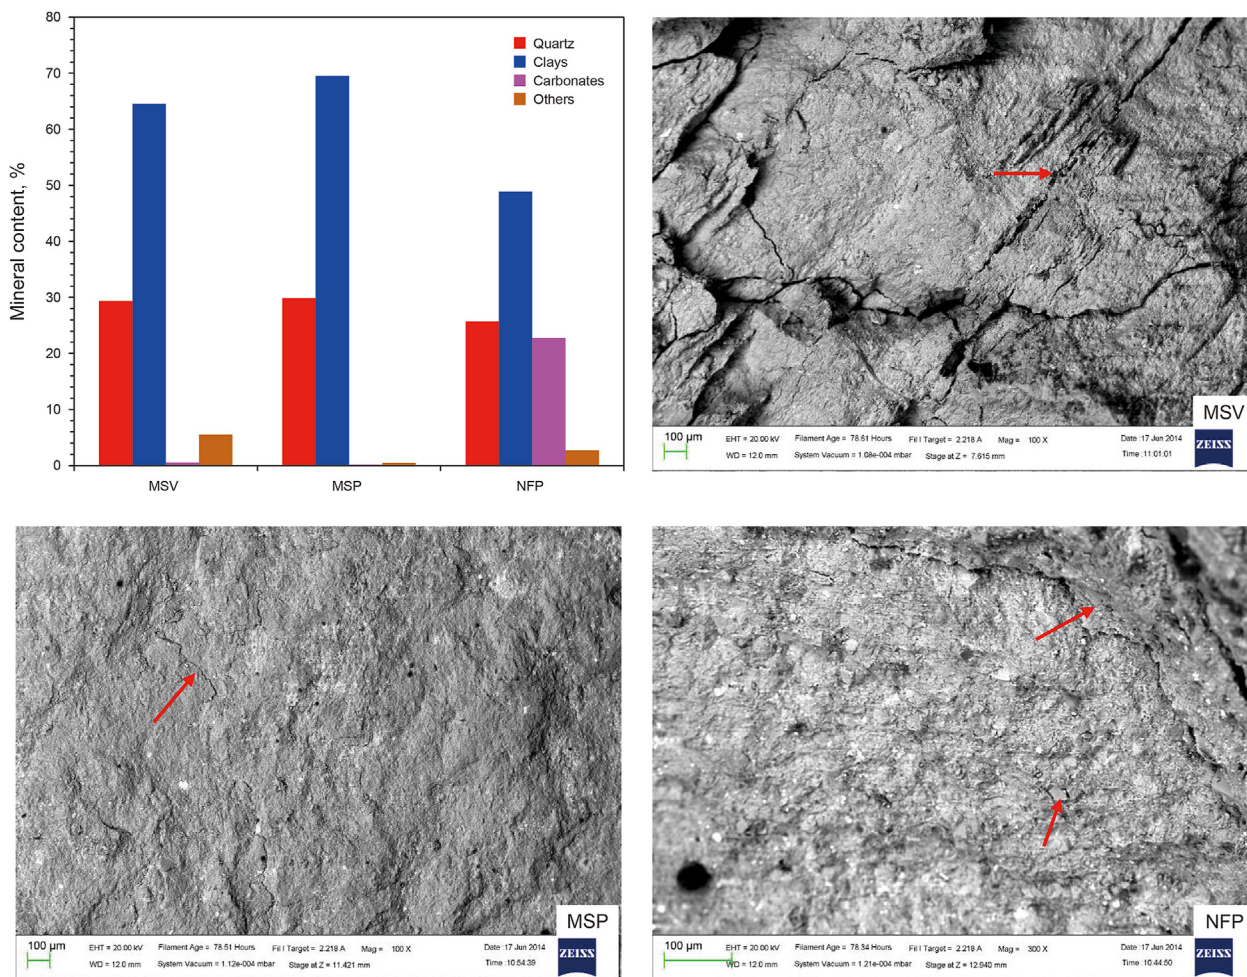 80
70
60
50
40
30
20
10
0
Mineral content, %
Quartz
Clays
Carbonates
Others
MSV
MSP
NFP
MSV
100 µm
EHT = 20.00 kV Filament Age = 78.61 Hours Fil I Target = 2.218 A Mag = 100 X Date :17 Jun 2014
WD = 12.0 mm System Vacuum = 1.08e-004 mbar Stage at Z = 7.615 mm Time :11:01:01
ZEISS
MSP
100 µm
EHT = 20.00 kV Filament Age = 78.51 Hours Fil I Target = 2.218 A Mag = 100 X Date :17 Jun 2014
WD = 12.0 mm System Vacuum = 1.12e-004 mbar Stage at Z = 11.421 mm Time :10:54:39
ZEISS
NFP
100 µm
EHT = 20.00 kV Filament Age = 78.34 Hours Fil I Target = 2.218 A Mag = 300 X Date :17 Jun 2014
WD = 12.0 mm System Vacuum = 1.21e-004 mbar Stage at Z = 12.940 mm Time :10:44:50
ZEISS